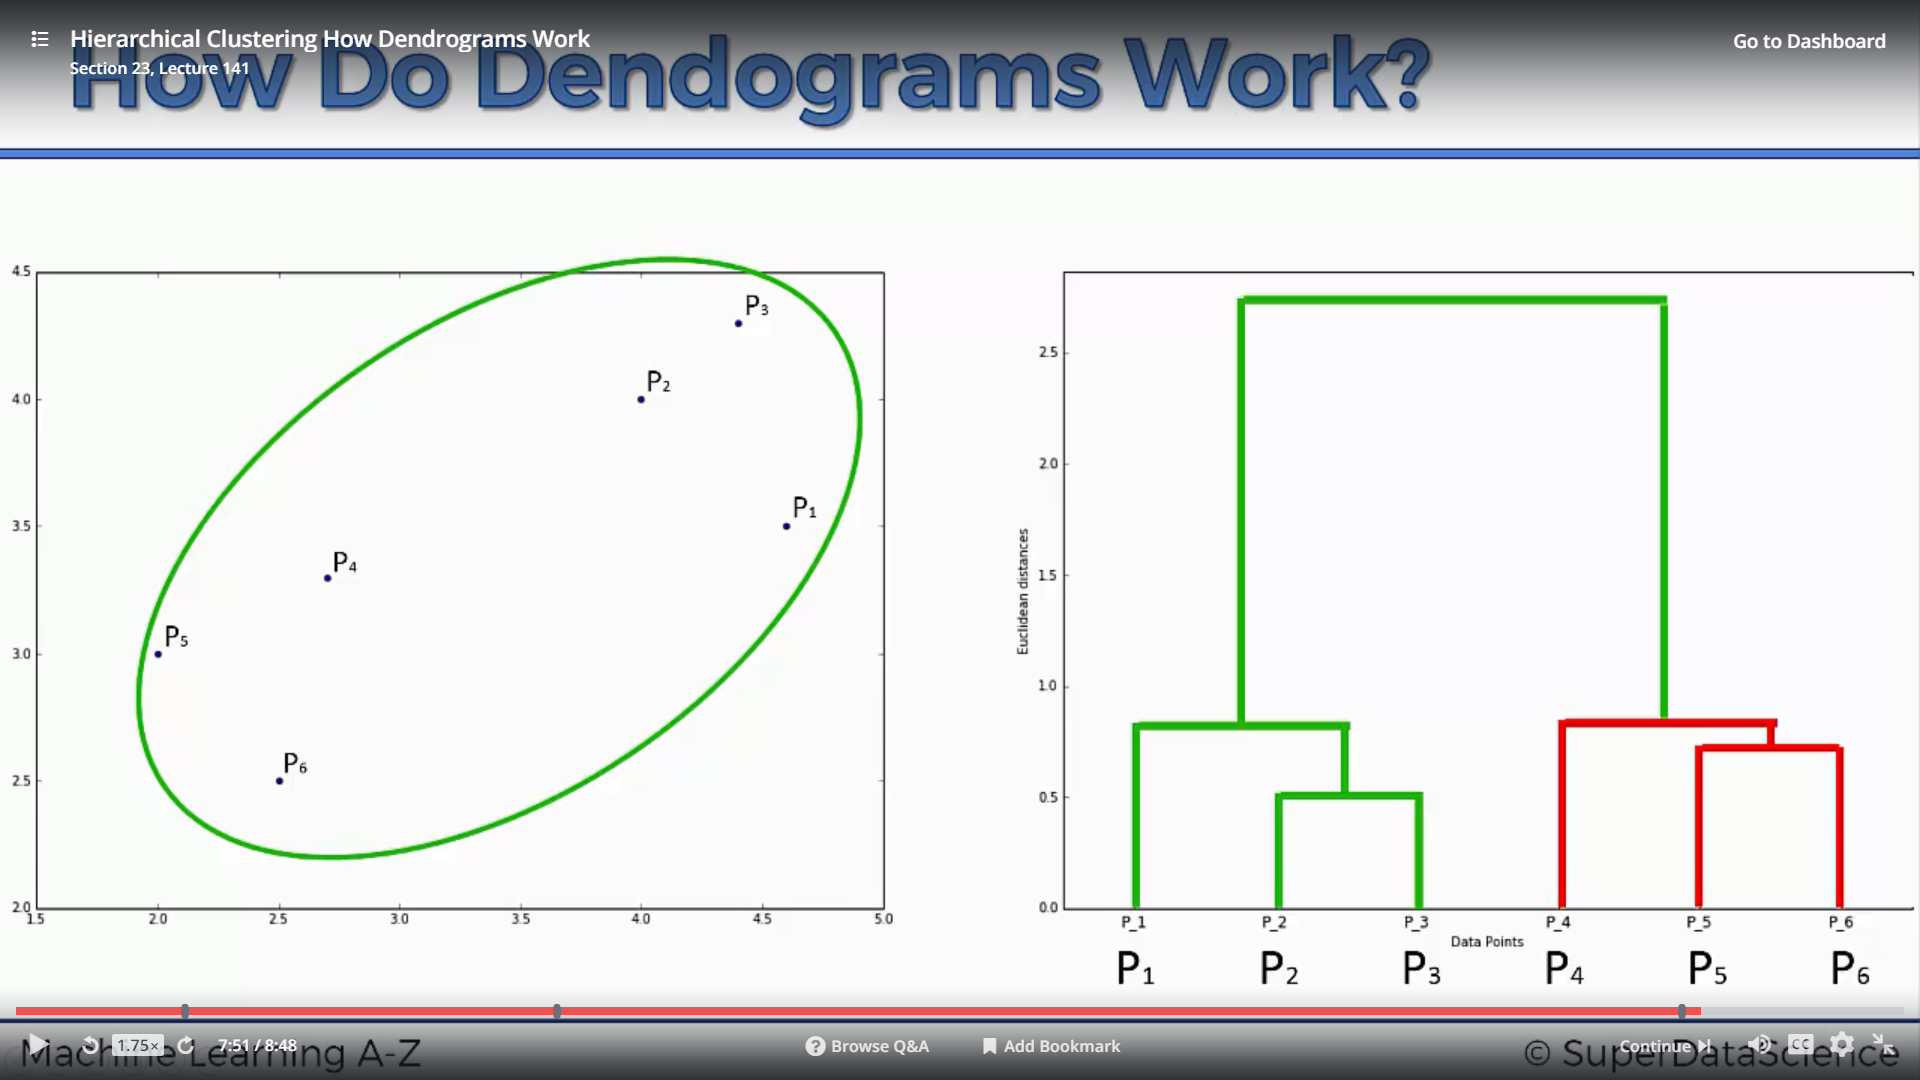 Hierarchical Clustering How Dendrograms Work
Go to Dashboard
Section 23, Lecture 141
How Do Dendograms Work?
4.5
4.0
3.5
3.0
2.5
2.0
1.5 2.0 2.5 3.0 3.5 4.0 4.5 5.0
P3
P2
P1
P4
P5
P6
Euclidean distances
2.5
2.0
1.5
1.0
0.5
0.0
P_1 P_2 P_3 P_4 P_5 P_6
Data Points
P1 P2 P3 P4 P5 P6
1.75x
7:51 / 8:48
? Browse Q&A
Add Bookmark
Continue
CC
Machine Learning A-Z
© SuperDataScience